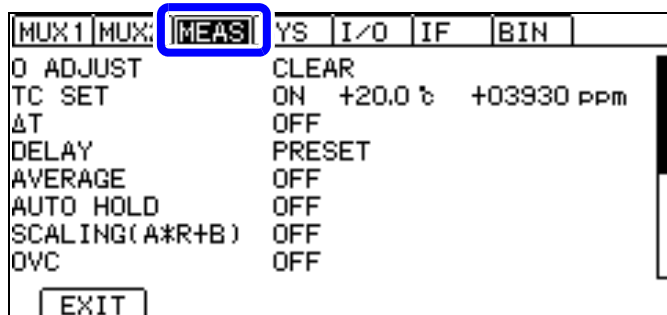 MUX1 MUX MEAS YS I/O IF BIN
0 ADJUST CLEAR
TC SET ON +20.0 ℃ +03930 ppm
ΔT OFF
DELAY PRESET
AVERAGE OFF
AUTO HOLD OFF
SCALING(A*R+B) OFF
OVC OFF
EXIT